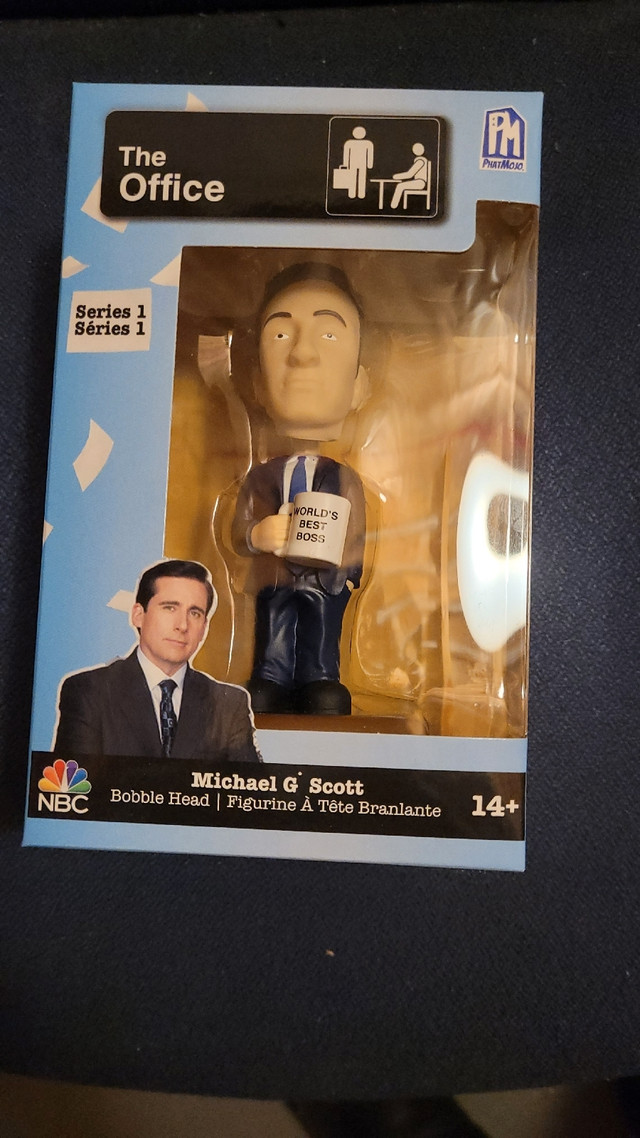 The
Office
PM
PHATMOJO.
Series 1
Séries 1
WORLD'S
BEST
BOSS
NBC
Michael G. Scott
Bobble Head | Figurine À Tête Branlante
14+